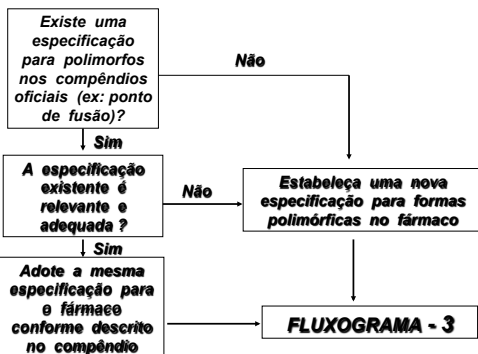 Existe uma
especificação
para polimorfos
nos compêndios
oficiais (ex: ponto
de fusão)?
Não
Sim
A especificação
existente é
relevante e
adequada ?
Não
Estabeleça uma nova
especificação para formas
polimórficas no fármaco
Sim
Adote a mesma
especificação para
o fármaco
conforme descrito
no compêndio
FLUXOGRAMA - 3